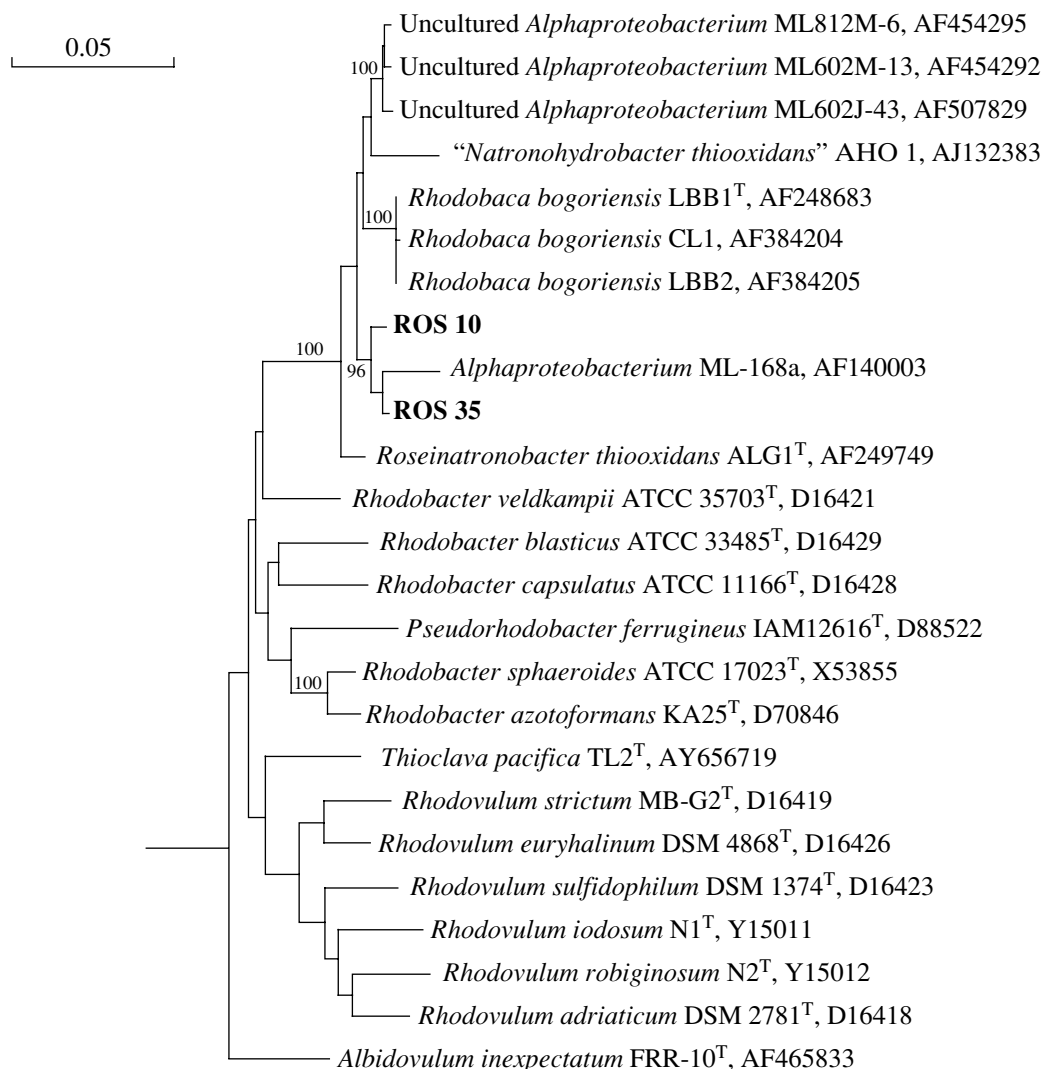 Uncultured Alphaproteobacterium ML812M-6, AF454295
0.05
100
Uncultured Alphaproteobacterium ML602M-13, AF454292
Uncultured Alphaproteobacterium ML602J-43, AF507829
“Natronohydrobacter thiooxidans” AHO 1, AJ132383
Rhodobaca bogoriensis LBB1ᵀ, AF248683
100
Rhodobaca bogoriensis CL1, AF384204
Rhodobaca bogoriensis LBB2, AF384205
ROS 10
100
96
Alphaproteobacterium ML-168a, AF140003
ROS 35
Roseinatronobacter thiooxidans ALG1ᵀ, AF249749
Rhodobacter veldkampii ATCC 35703ᵀ, D16421
Rhodobacter blasticus ATCC 33485ᵀ, D16429
Rhodobacter capsulatus ATCC 11166ᵀ, D16428
Pseudorhodobacter ferrugineus IAM12616ᵀ, D88522
Rhodobacter sphaeroides ATCC 17023ᵀ, X53855
100
Rhodobacter azotoformans KA25ᵀ, D70846
Thioclava pacifica TL2ᵀ, AY656719
Rhodovulum strictum MB-G2ᵀ, D16419
Rhodovulum euryhalinum DSM 4868ᵀ, D16426
Rhodovulum sulfidophilum DSM 1374ᵀ, D16423
Rhodovulum iodosum N1ᵀ, Y15011
Rhodovulum robiginosum N2ᵀ, Y15012
Rhodovulum adriaticum DSM 2781ᵀ, D16418
Albidovulum inexpectatum FRR-10ᵀ, AF465833